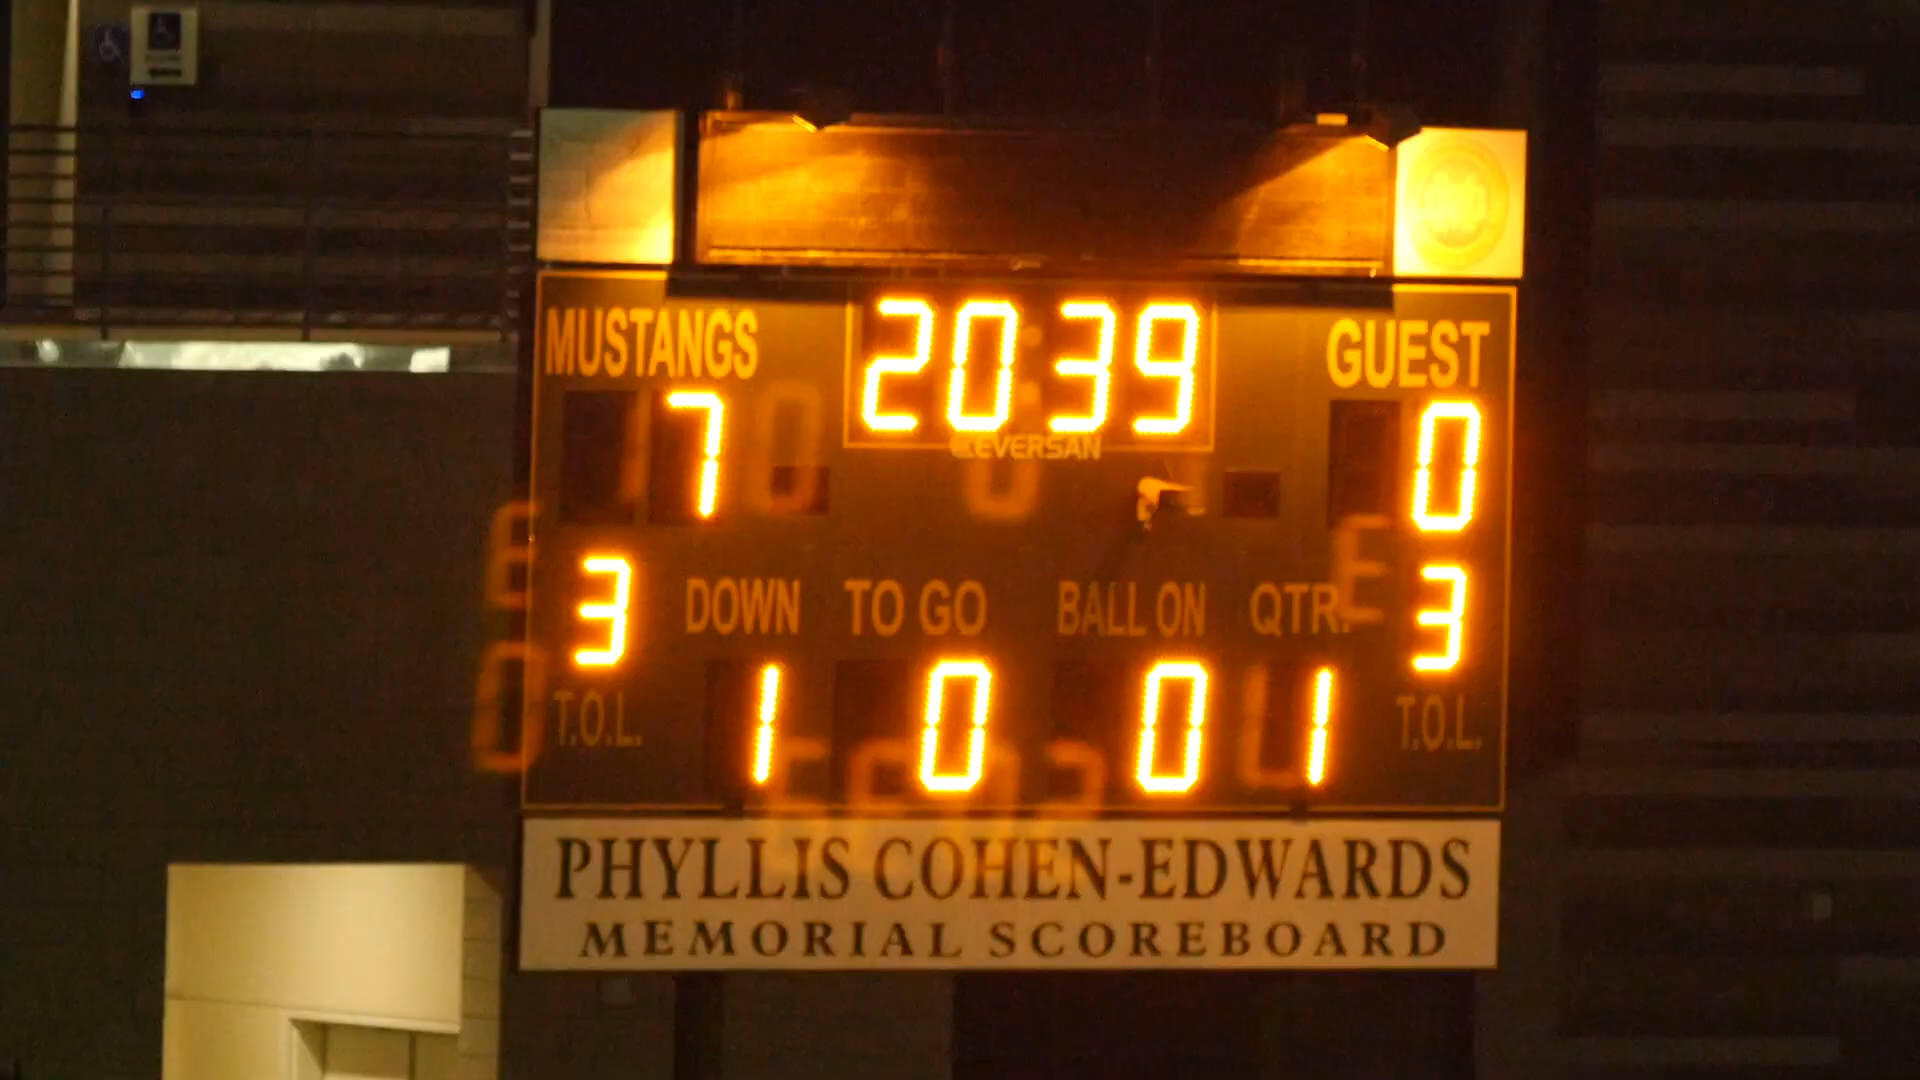 MUSTANGS 20:39 GUEST
7 EVERSAN 0
3 DOWN TO GO BALL ON QTR. 3
T.O.L. 1 0 0 1 T.O.L.
PHYLLIS COHEN-EDWARDS
MEMORIAL SCOREBOARD